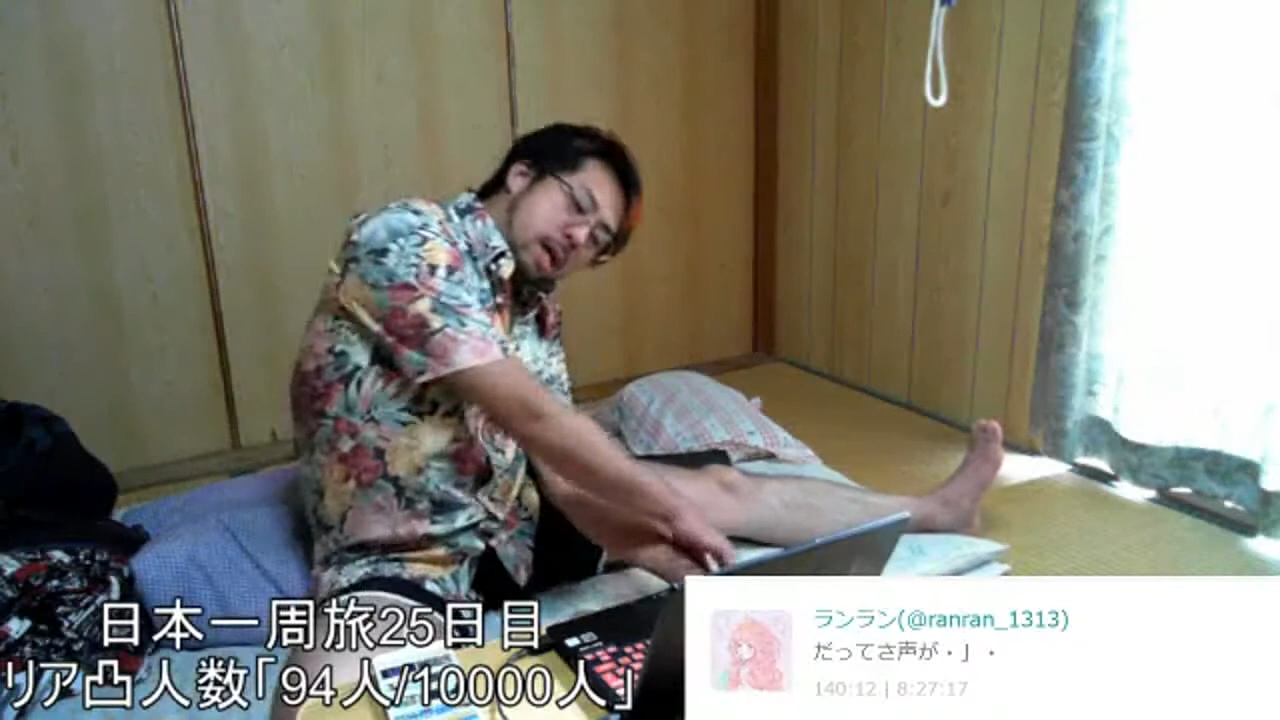 日本一周旅25日目
リア凸人数「94人/10000人」
ランラン(@ranran_1313)
だってさ声が・」・
140:12 | 8:27:17